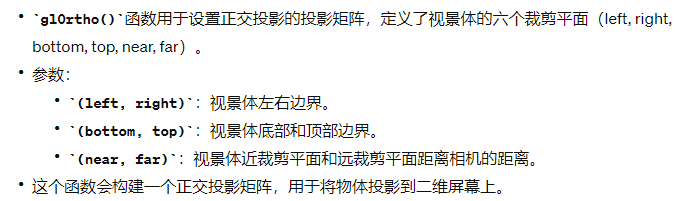 • `glOrtho()`函数用于设置正交投影的投影矩阵，定义了视景体的六个裁剪平面（left, right,
bottom, top, near, far）。
• 参数：
• `(left, right)`：视景体左右边界。
• `(bottom, top)`：视景体底部和顶部边界。
• `(near, far)`：视景体近裁剪平面和远裁剪平面距离相机的距离。
• 这个函数会构建一个正交投影矩阵，用于将物体投影到二维屏幕上。